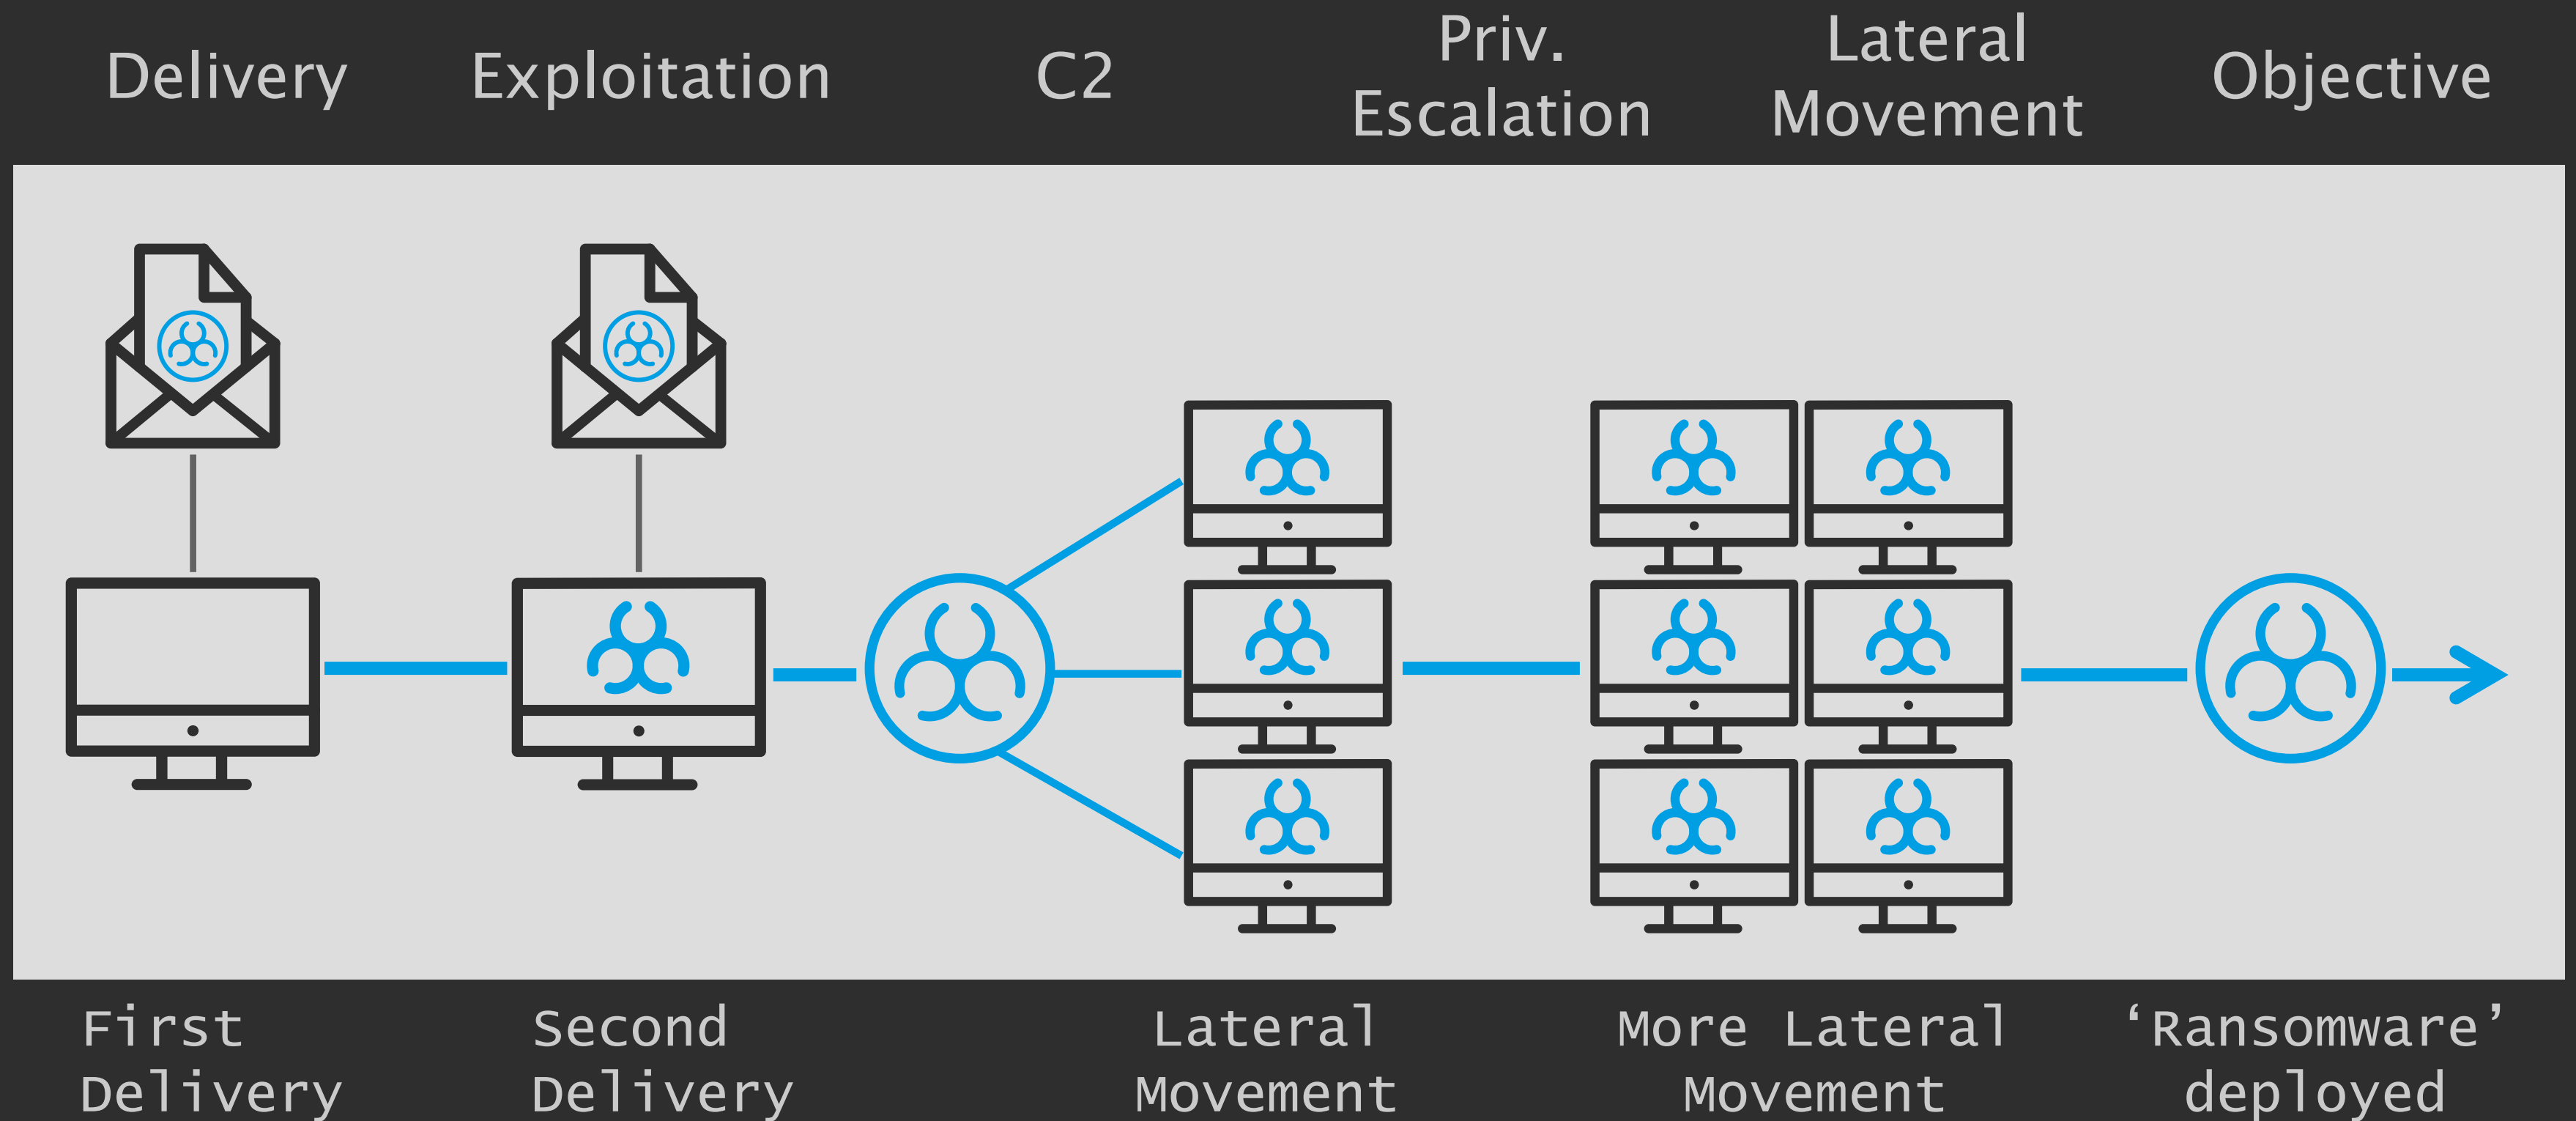 Delivery
Exploitation
C2
Priv.
Escalation
Lateral
Movement
Objective
First
Delivery
Second
Delivery
Lateral
Movement
More Lateral
Movement
‘Ransomware’
deployed